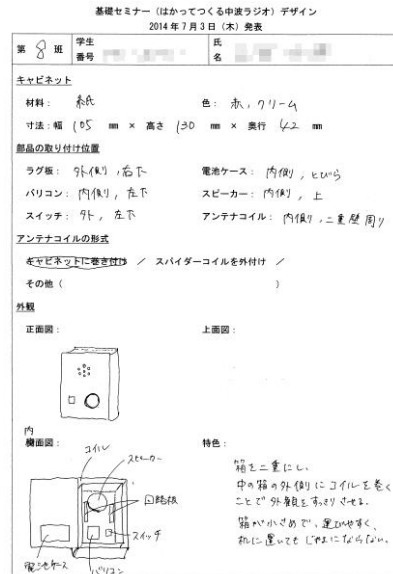 基礎セミナー(はかってつくる中波ラジオ)デザイン
2014年7月3日(木)発表
第 8 班 学生番号 氏名
キャビネット
材料: 色: 赤, クリーム
寸法:幅 105 mm × 高さ 130 mm × 奥行 42 mm
部品の取り付け位置
ラグ板: 外側, 右下 電池ケース: 内側, とびら
バリコン: 内側, 左下 スピーカー: 内側, 上
スイッチ: 外, 左下 アンテナコイル: 内側, 二重壁周り
アンテナコイルの形式
キャビネットに巻き付け / スパイダーコイルを外付け /
その他( )
外観
正面図: 上面図:
内
側面図: 特色:
コイル
スピーカー
回路板
スイッチ
電池ケース
バリコン
箱を二重にし、
中の箱の外側にコイルを巻く
ことで外観をすっきりさせる。
箱が小さめで、運びやすく、
机に置いてもじゃまにならない。